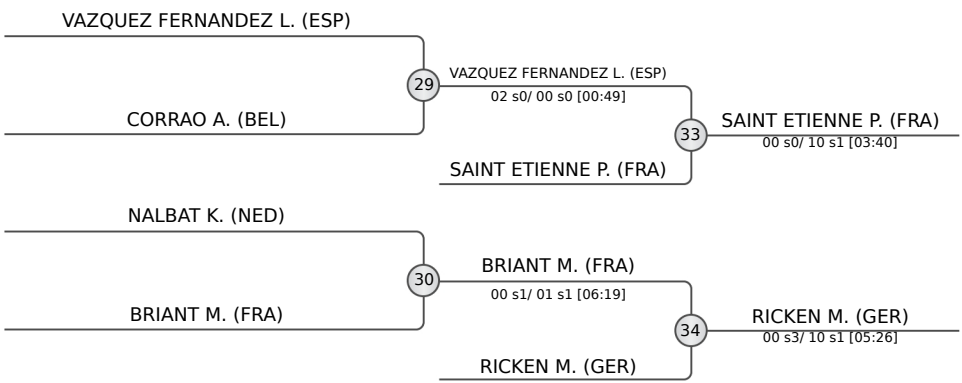 VAZQUEZ FERNANDEZ L. (ESP)
29
VAZQUEZ FERNANDEZ L. (ESP)
02 s0/ 00 s0 [00:49]
CORRAO A. (BEL)
33
SAINT ETIENNE P. (FRA)
00 s0/ 10 s1 [03:40]
SAINT ETIENNE P. (FRA)
NALBAT K. (NED)
30
BRIANT M. (FRA)
00 s1/ 01 s1 [06:19]
BRIANT M. (FRA)
34
RICKEN M. (GER)
00 s3/ 10 s1 [05:26]
RICKEN M. (GER)